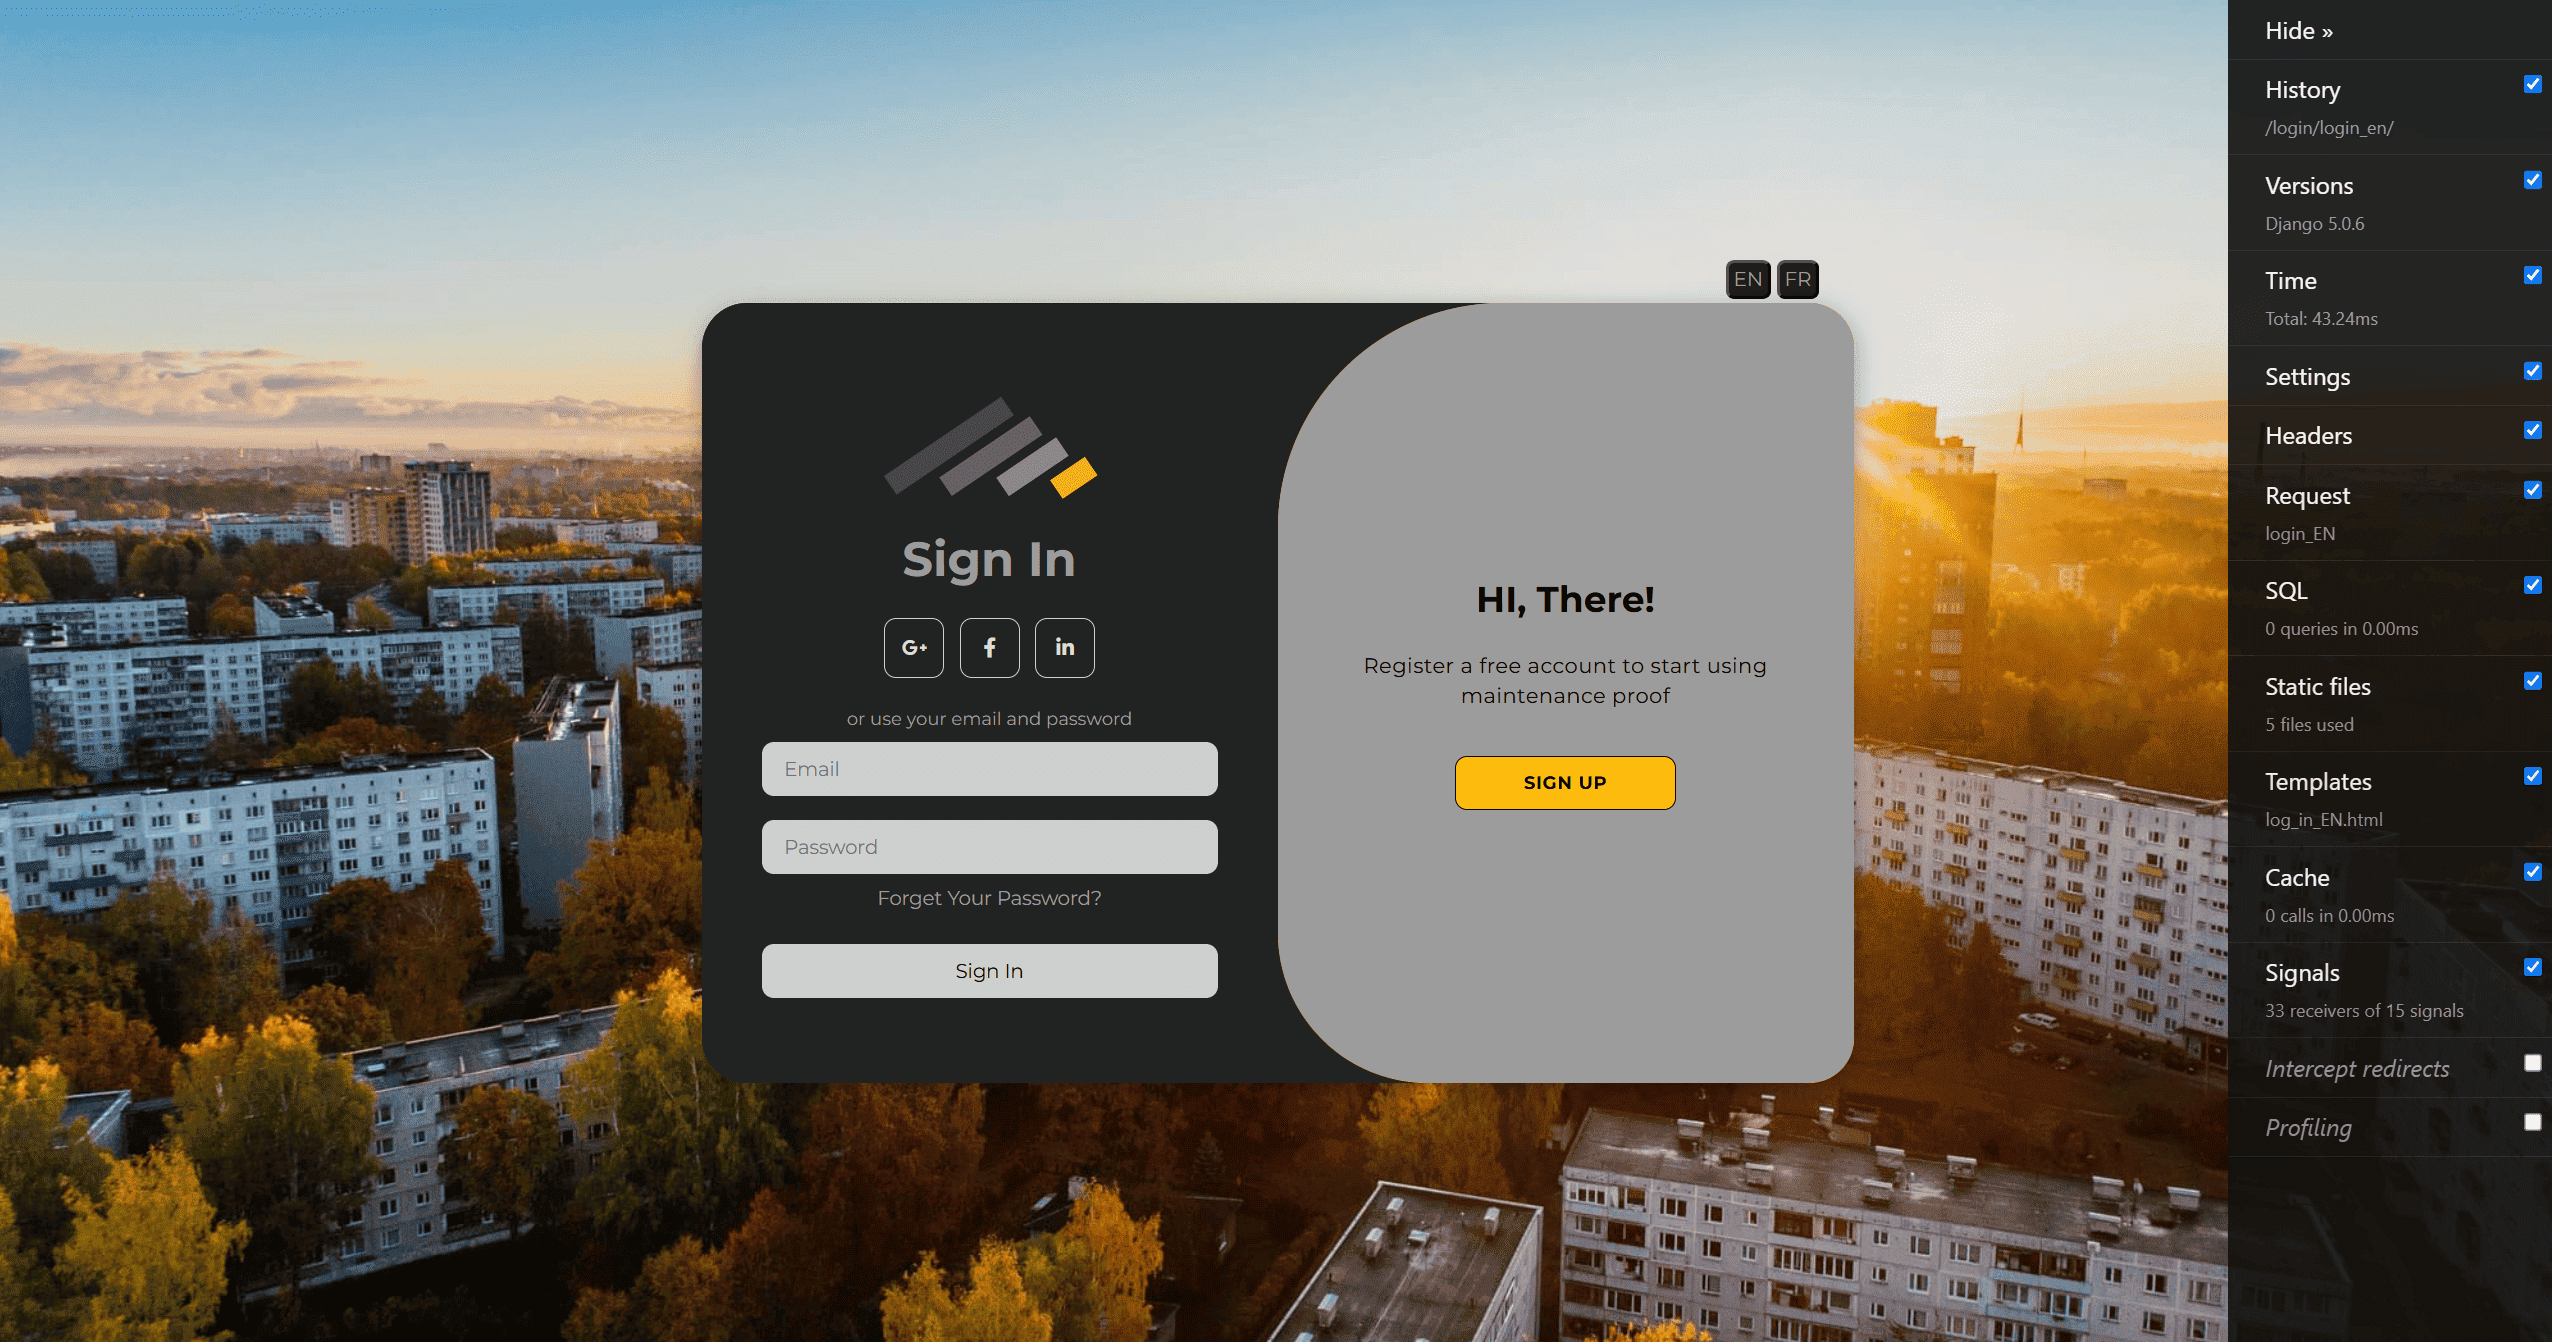 EN FR
Sign In
G+ f in
or use your email and password
Email
Password
Forget Your Password?
Sign In
HI, There!
Register a free account to start using
maintenance proof
SIGN UP
Hide »
History
/login/login_en/
Versions
Django 5.0.6
Time
Total: 43.24ms
Settings
Headers
Request
login_EN
SQL
0 queries in 0.00ms
Static files
5 files used
Templates
log_in_EN.html
Cache
0 calls in 0.00ms
Signals
33 receivers of 15 signals
Intercept redirects
Profiling